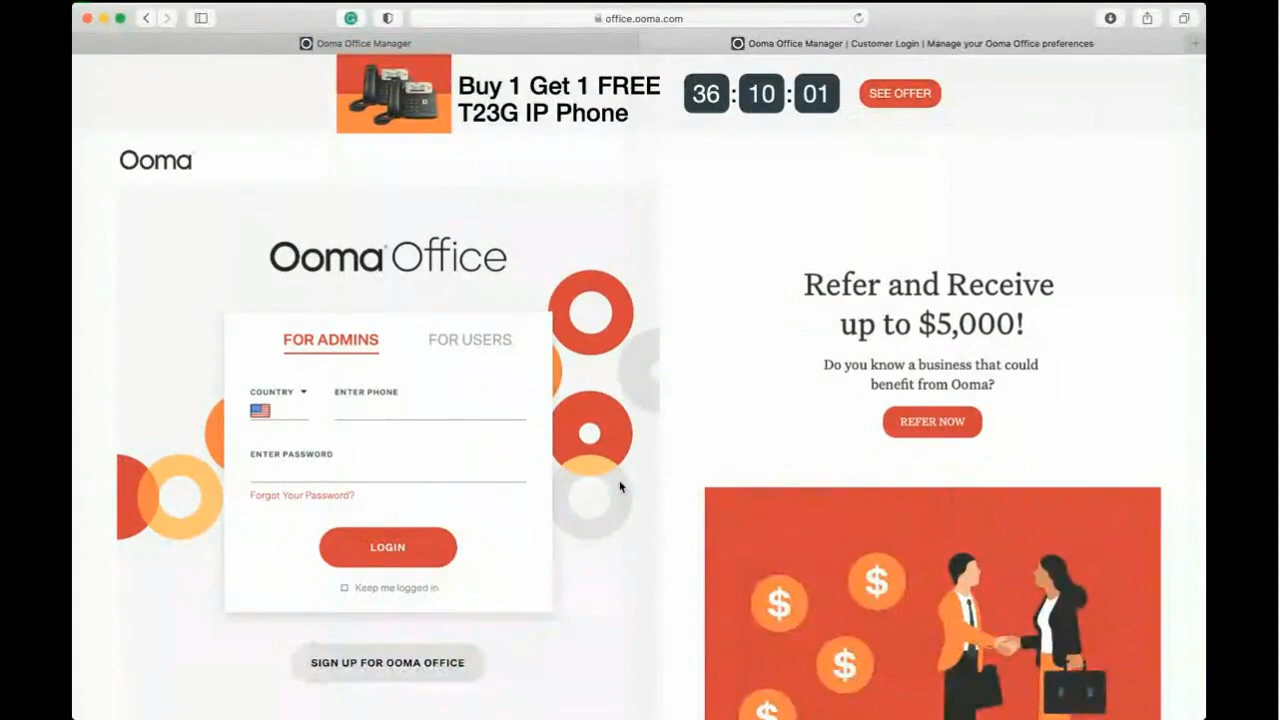 office.ooma.com
Ooma Office Manager
Ooma Office Manager | Customer Login | Manage your Ooma Office preferences
Buy 1 Get 1 FREE
T23G IP Phone
36:10:01
SEE OFFER
Ooma
Ooma Office
FOR ADMINS
FOR USERS
COUNTRY
ENTER PHONE
ENTER PASSWORD
Forgot Your Password?
LOGIN
Keep me logged in
SIGN UP FOR OOMA OFFICE
Refer and Receive
up to $5,000!
Do you know a business that could
benefit from Ooma?
REFER NOW
$
$
$
$